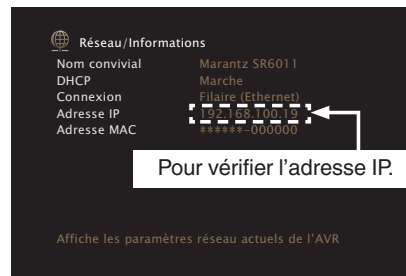 Réseau/Informations
Nom convivial Marantz SR6011
DHCP Marche
Connexion Filaire (Ethernet)
Adresse IP 192.168.100.19
Adresse MAC ******-000000
Pour vérifier l'adresse IP.
Affiche les paramètres réseau actuels de l'AVR